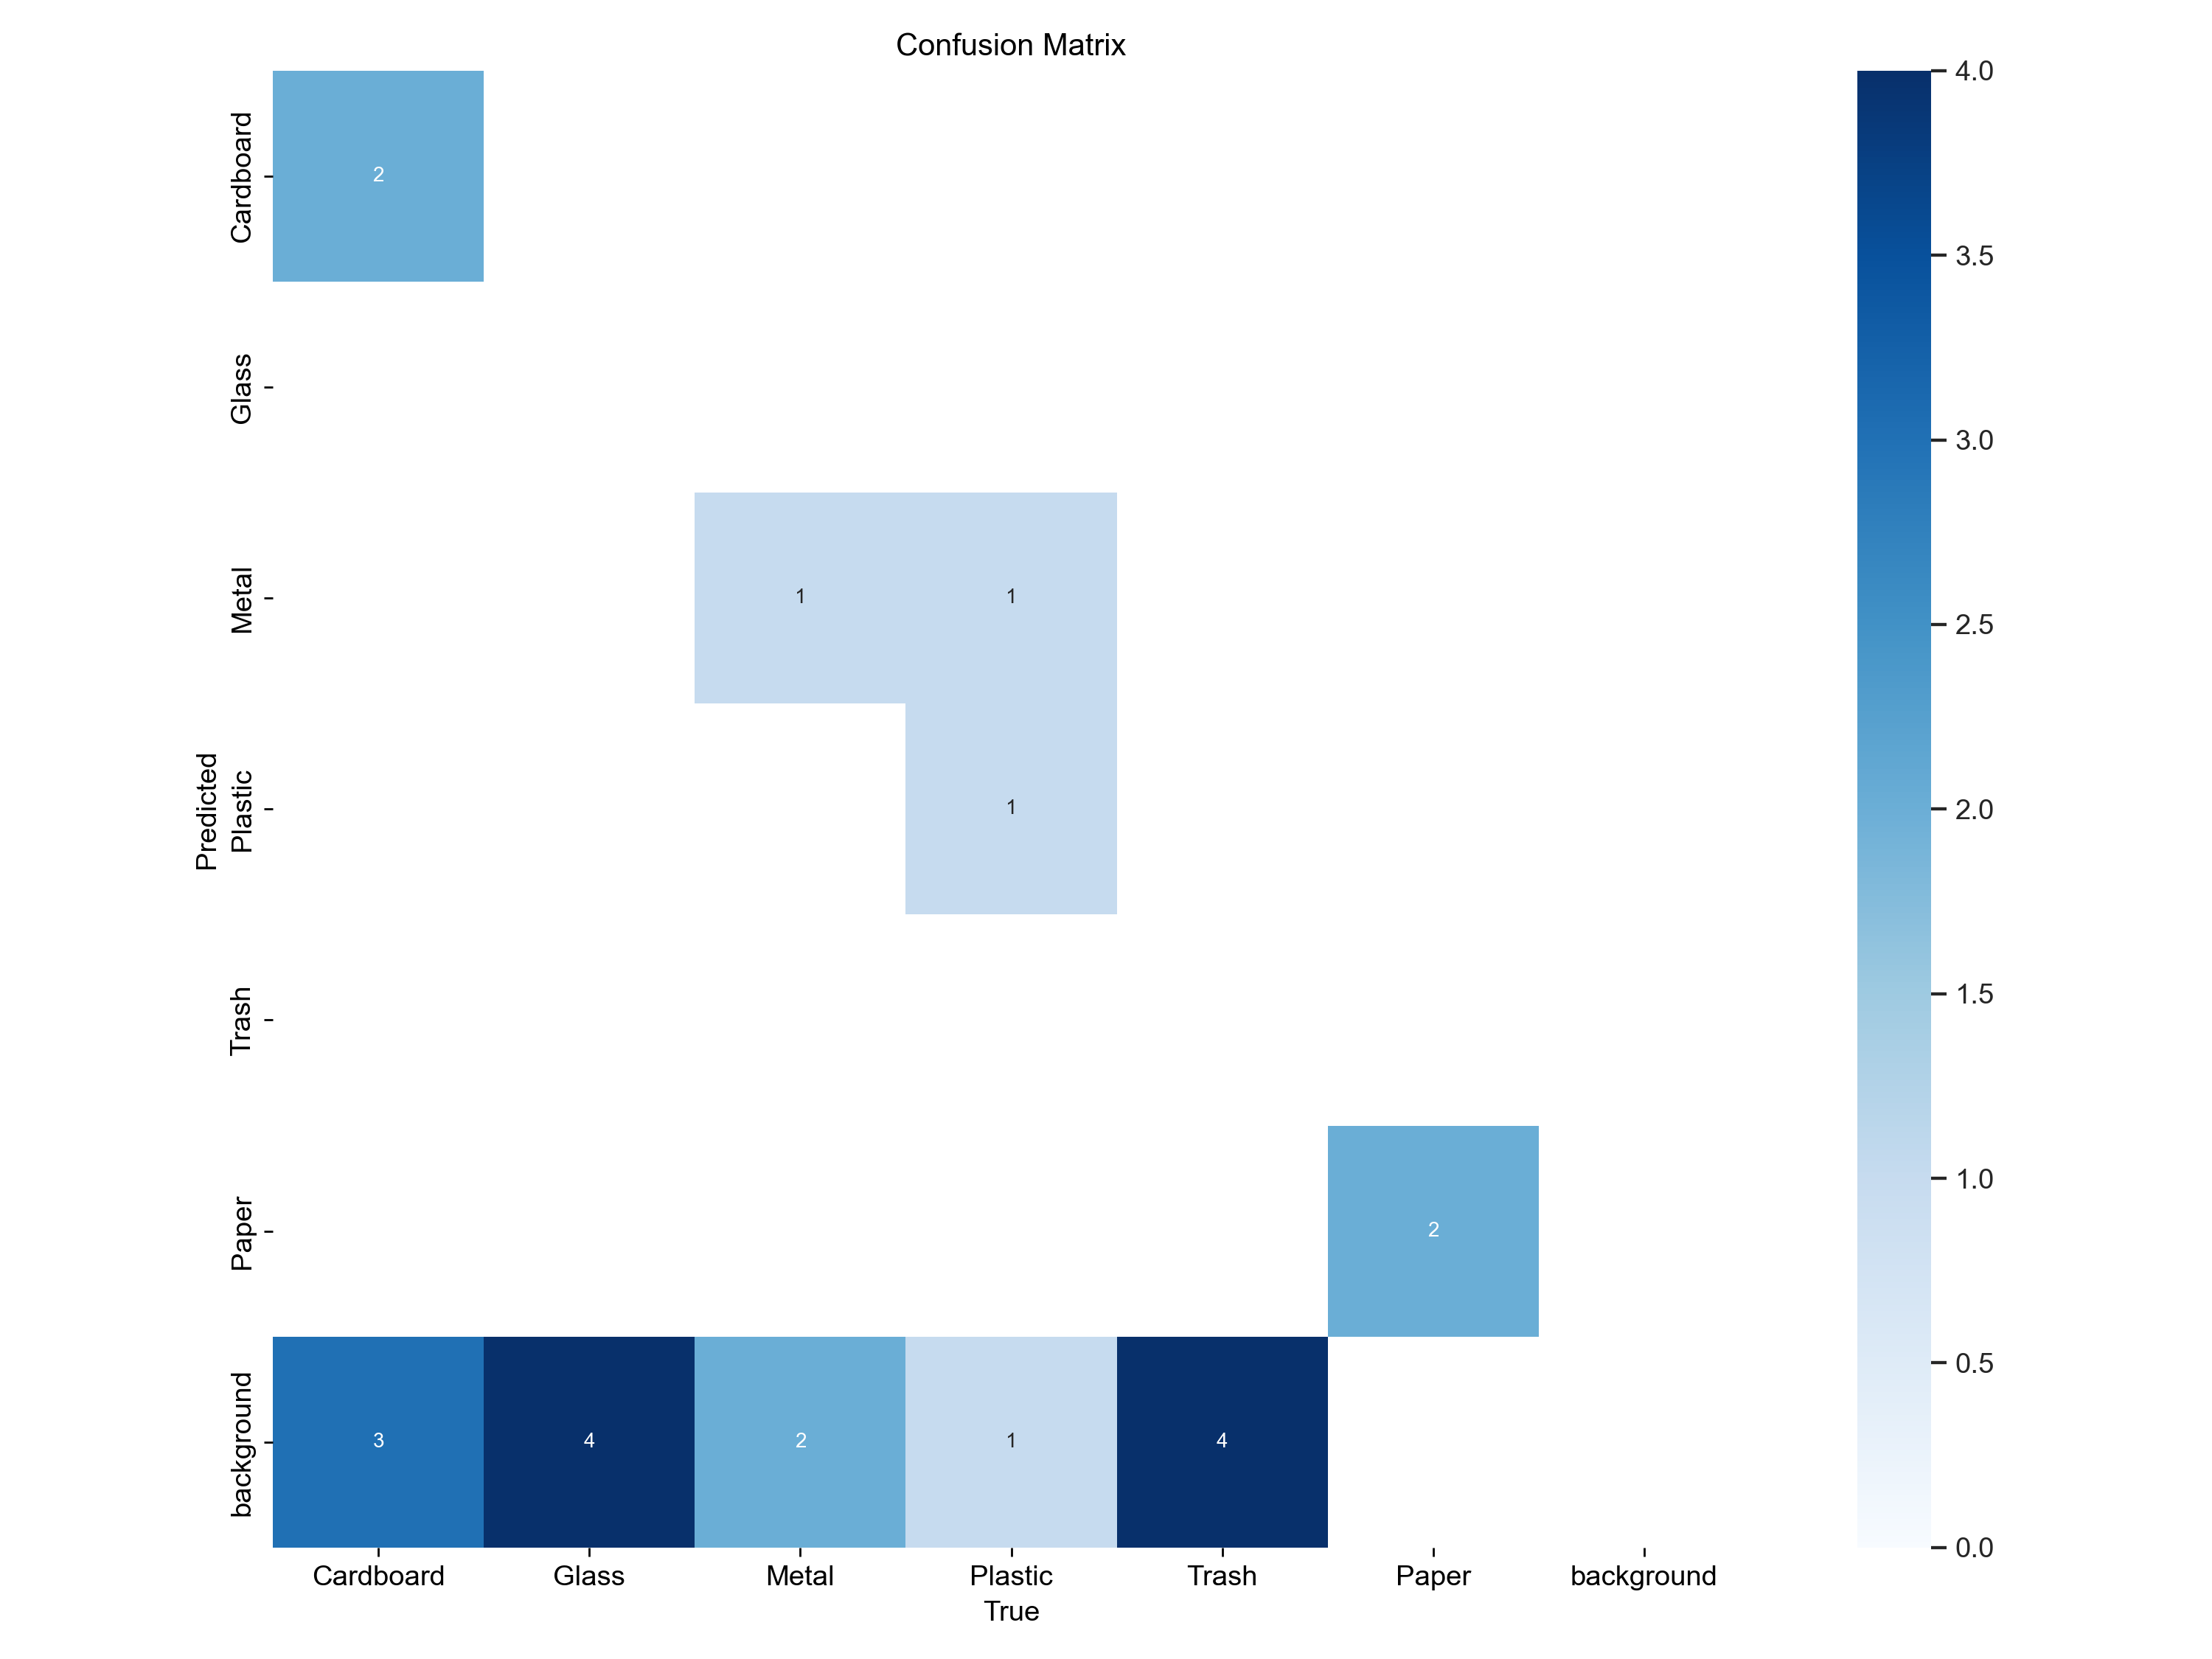 Confusion Matrix
Cardboard
2
Glass
Metal
1 1
Predicted
Plastic
1
Trash
Paper
2
background
3 4 2 1 4
Cardboard Glass Metal Plastic Trash Paper background
True
4.0
3.5
3.0
2.5
2.0
1.5
1.0
0.5
0.0